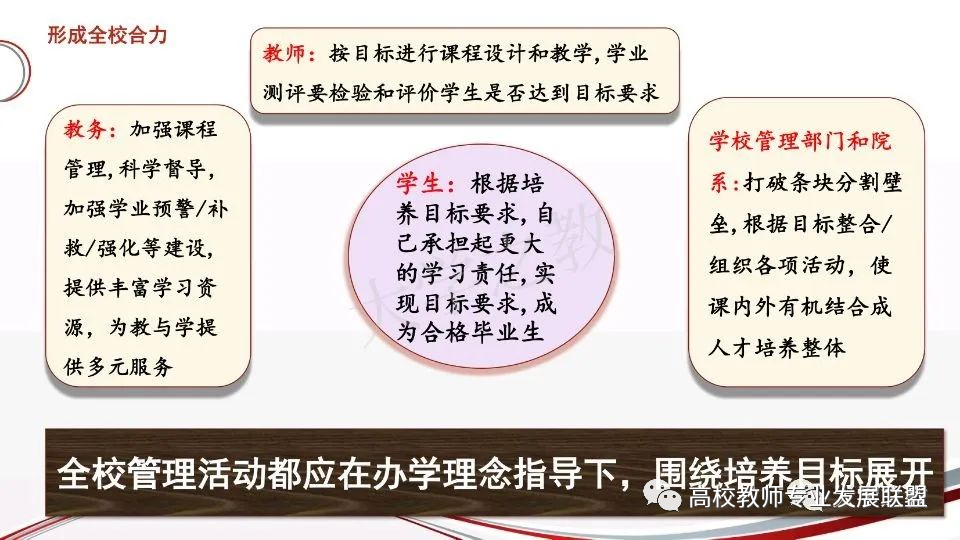 形成全校合力
教师：按目标进行课程设计和教学,学业
测评要检验和评价学生是否达到目标要求
教务：加强课程
管理,科学督导，
加强学业预警/补
救/强化等建设，
提供丰富学习资
源，为教与学提
供多元服务
学生：根据培
养目标要求,自
己承担起更大
的学习责任,实
现目标要求,成
为合格毕业生
学校管理部门和院
系:打破条块分割壁
垒,根据目标整合/
组织各项活动，使
课内外有机结合成
人才培养整体
全校管理活动都应在办学理念指导下，围绕培养目标展开
高校教师专业发展联盟